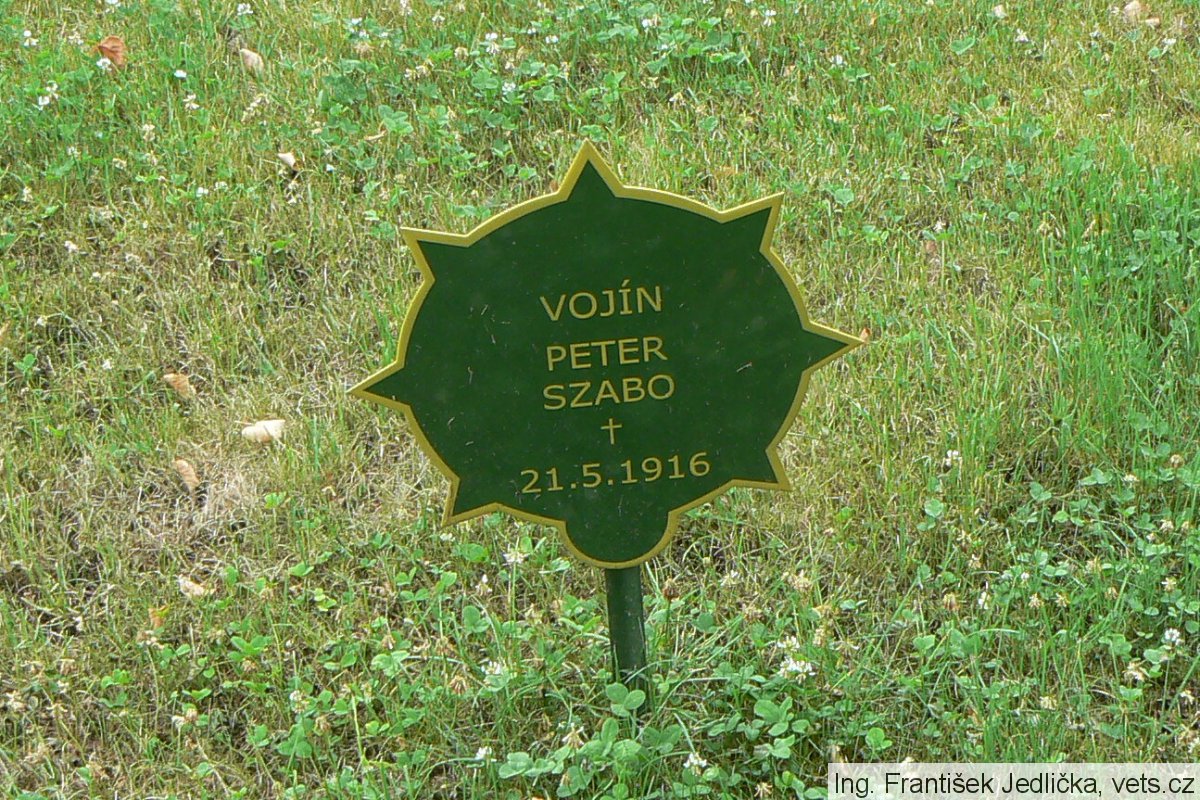 VOJÍN
PETER
SZABO
†
21.5.1916
Ing. František Jedlička, vets.cz